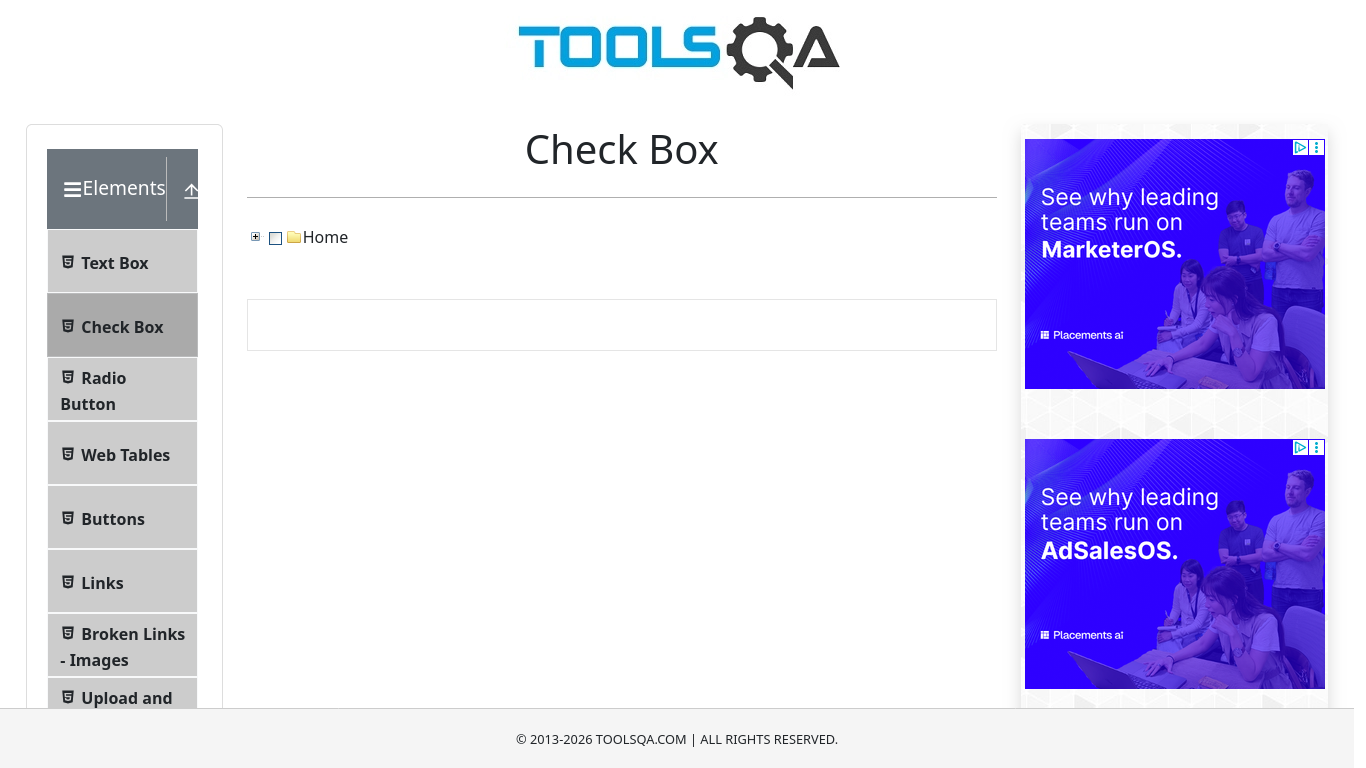 TOOLSQA
Elements
Text Box
Check Box
Radio
Button
Web Tables
Buttons
Links
Broken Links
- Images
Upload and
Check Box
Home
See why leading
teams run on
MarketerOS.
Placements ai
See why leading
teams run on
AdSalesOS.
Placements ai
© 2013-2026 TOOLSQA.COM | ALL RIGHTS RESERVED.